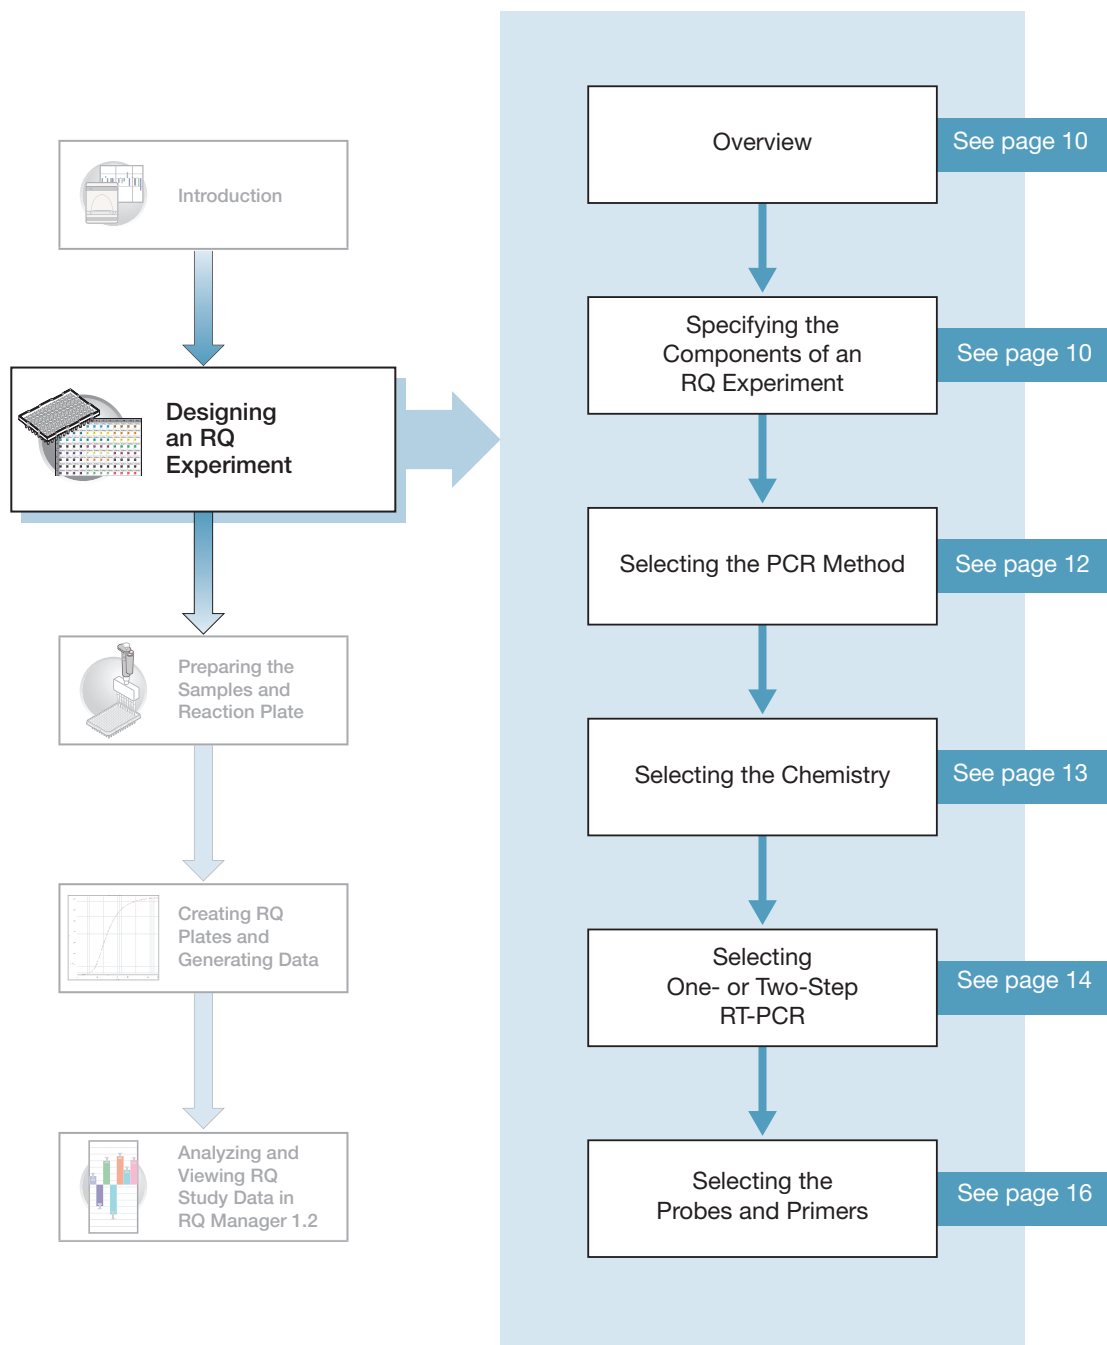 Introduction
Designing
an RQ
Experiment
Preparing the
Samples and
Reaction Plate
Creating RQ
Plates and
Generating Data
Analyzing and
Viewing RQ
Study Data in
RQ Manager 1.2
Overview
See page 10
Specifying the
Components of an
RQ Experiment
See page 10
Selecting the PCR Method
See page 12
Selecting the Chemistry
See page 13
Selecting
One- or Two-Step
RT-PCR
See page 14
Selecting the
Probes and Primers
See page 16